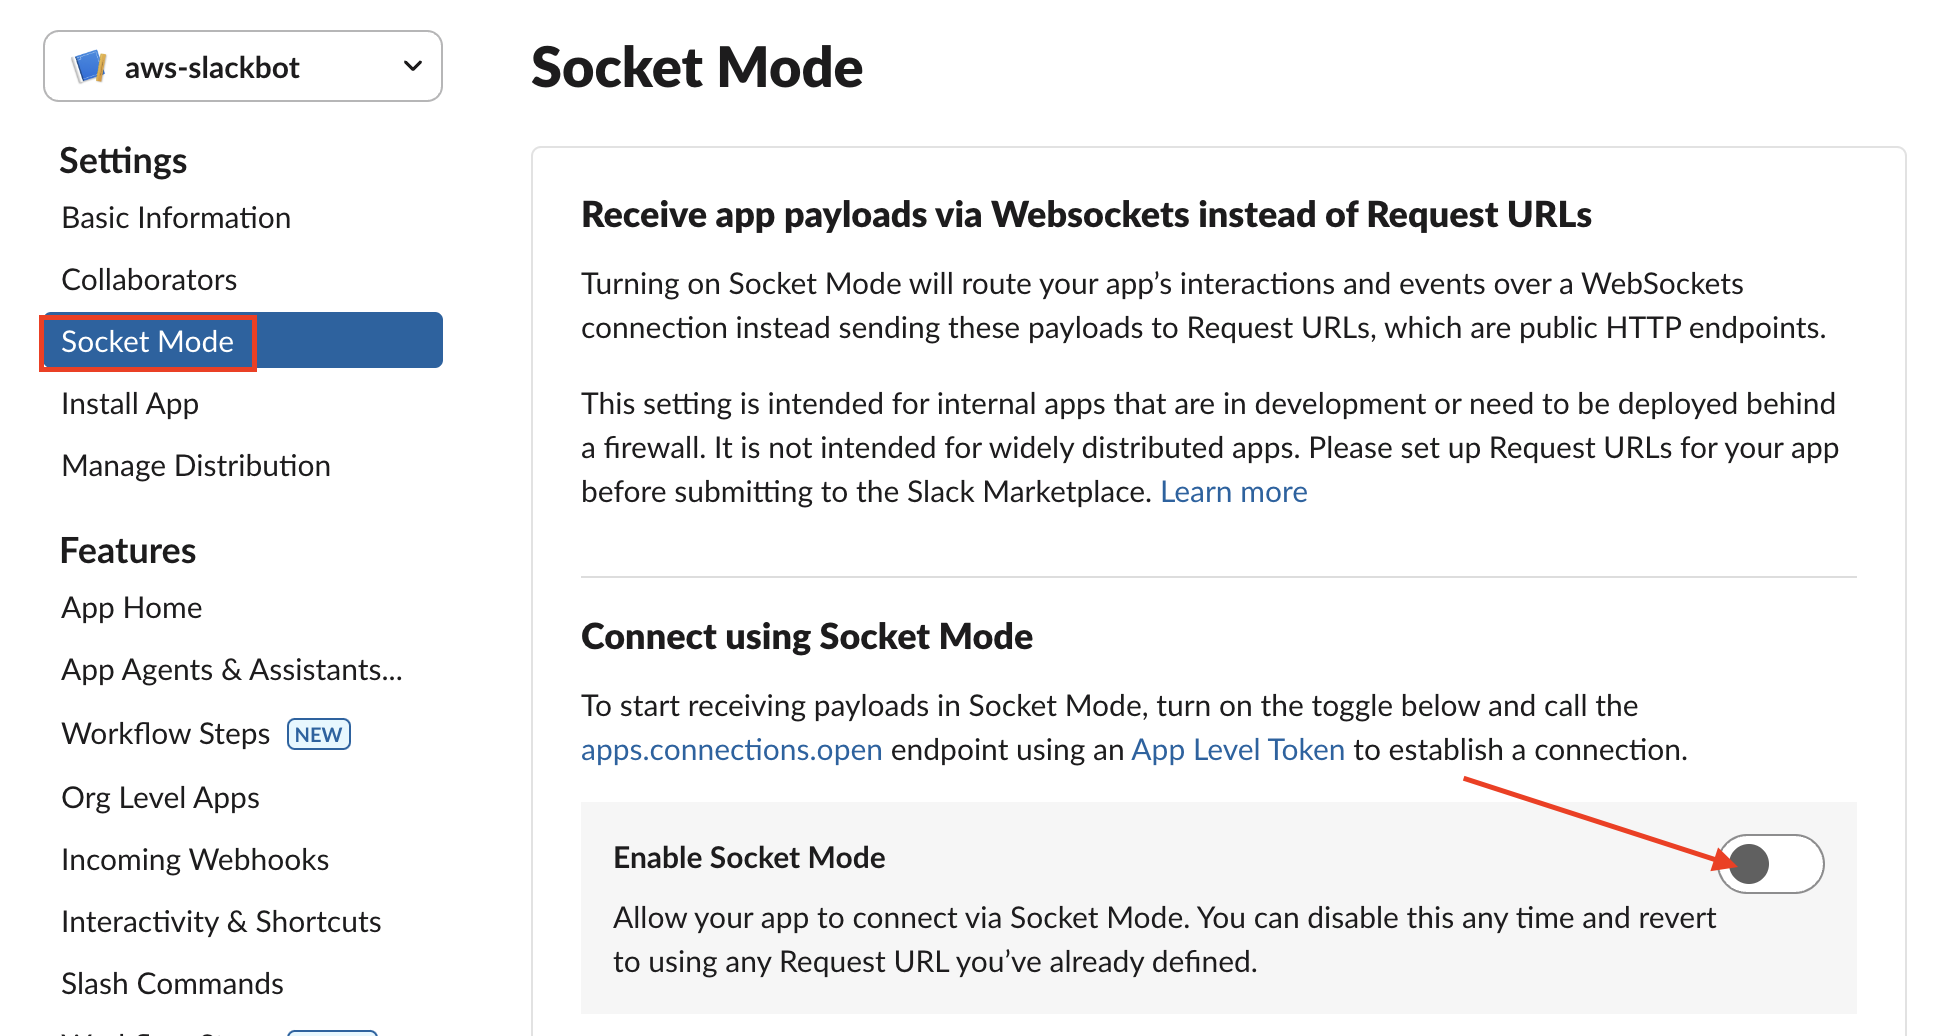 aws-slackbot
Settings
Basic Information
Collaborators
Socket Mode
Install App
Manage Distribution
Features
App Home
App Agents & Assistants...
Workflow Steps NEW
Org Level Apps
Incoming Webhooks
Interactivity & Shortcuts
Slash Commands
Socket Mode
Receive app payloads via Websockets instead of Request URLs
Turning on Socket Mode will route your app’s interactions and events over a WebSockets
connection instead sending these payloads to Request URLs, which are public HTTP endpoints.
This setting is intended for internal apps that are in development or need to be deployed behind
a firewall. It is not intended for widely distributed apps. Please set up Request URLs for your app
before submitting to the Slack Marketplace. Learn more
Connect using Socket Mode
To start receiving payloads in Socket Mode, turn on the toggle below and call the
apps.connections.open endpoint using an App Level Token to establish a connection.
Enable Socket Mode
Allow your app to connect via Socket Mode. You can disable this any time and revert
to using any Request URL you’ve already defined.